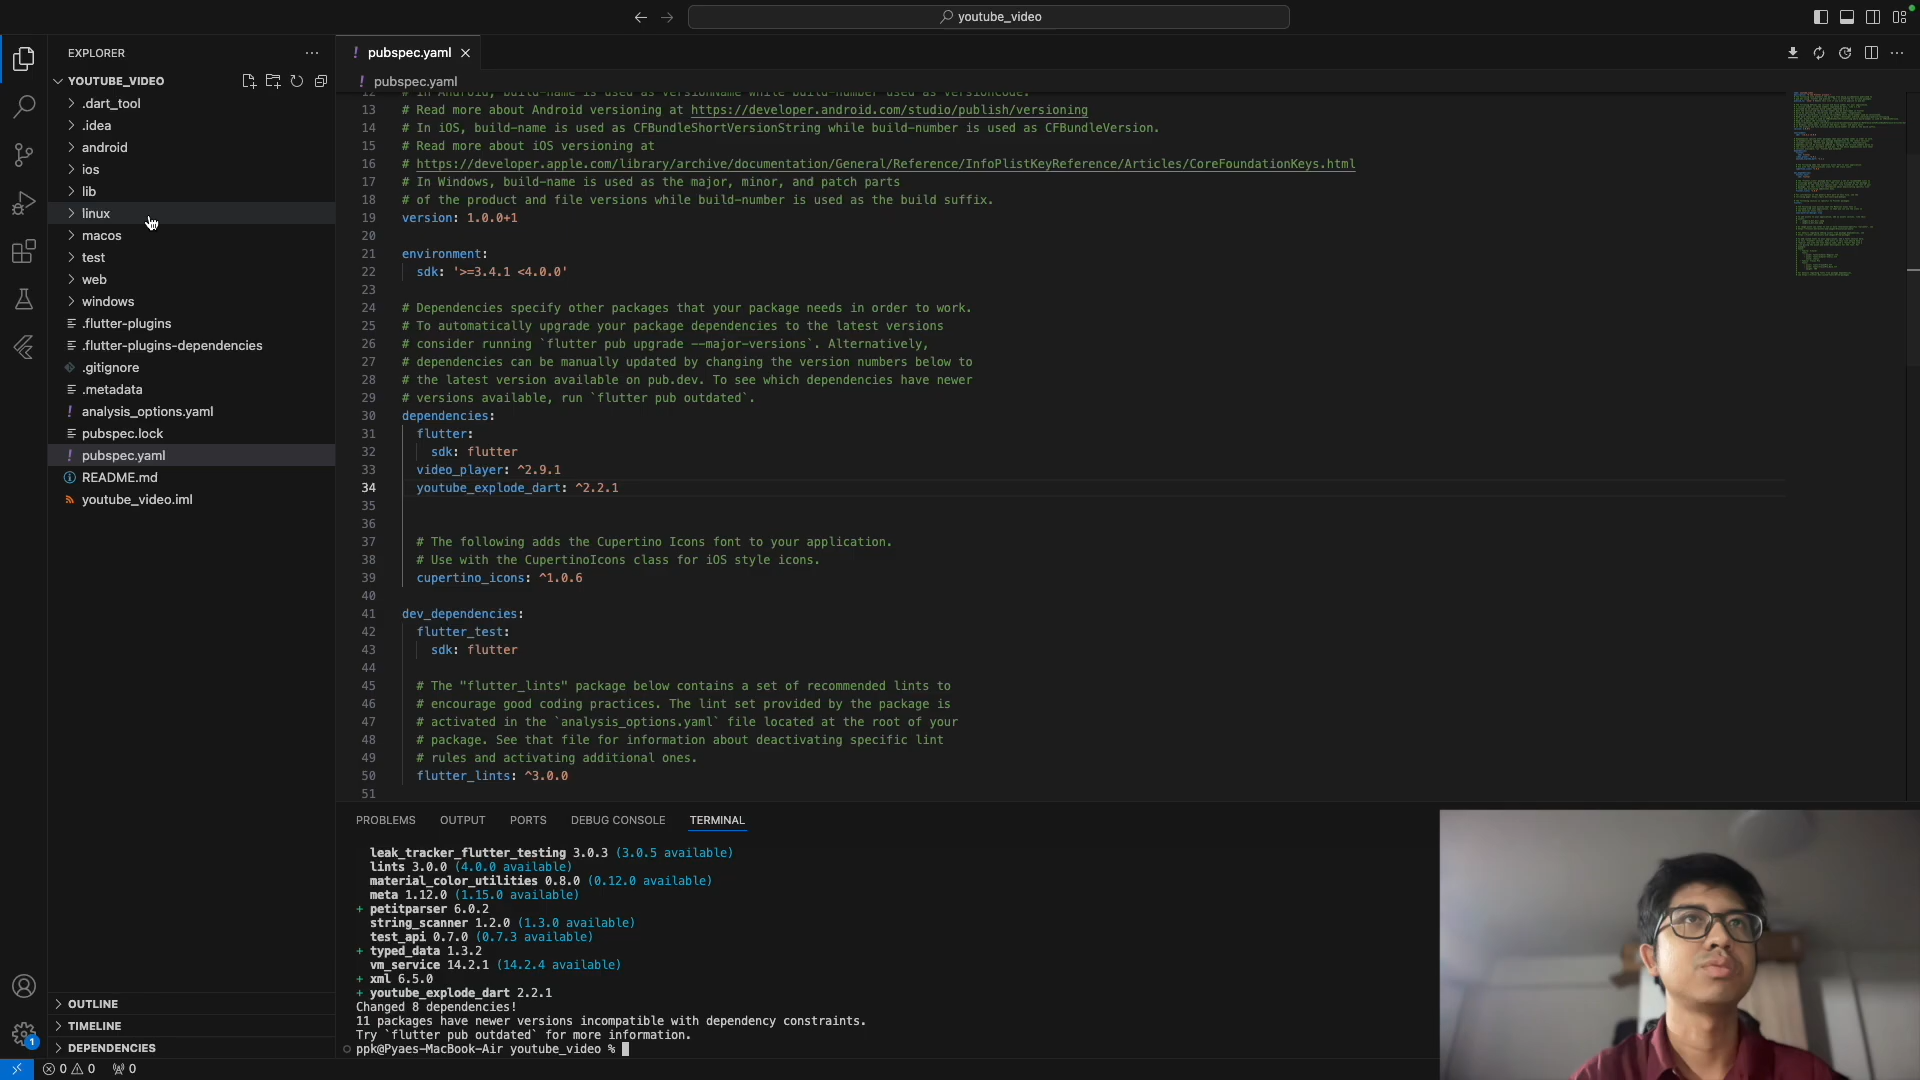 youtube_video
EXPLORER
YOUTUBE_VIDEO
.dart_tool
.idea
android
ios
lib
linux
macos
test
web
windows
.flutter-plugins
.flutter-plugins-dependencies
.gitignore
.metadata
! analysis_options.yaml
pubspec.lock
! pubspec.yaml
README.md
youtube_video.iml
OUTLINE
TIMELINE
DEPENDENCIES
1
0 0 0
! pubspec.yaml
! pubspec.yaml
12 # In Android, build-name is used as versionName while build-number used as versionCode.
13 # Read more about Android versioning at https://developer.android.com/studio/publish/versioning
14 # In iOS, build-name is used as CFBundleShortVersionString while build-number is used as CFBundleVersion.
15 # Read more about iOS versioning at
16 # https://developer.apple.com/library/archive/documentation/General/Reference/InfoPlistKeyReference/Articles/CoreFoundationKeys.html
17 # In Windows, build-name is used as the major, minor, and patch parts
18 # of the product and file versions while build-number is used as the build suffix.
19 version: 1.0.0+1
20
21 environment:
22 sdk: '>=3.4.1 <4.0.0'
23
24 # Dependencies specify other packages that your package needs in order to work.
25 # To automatically upgrade your package dependencies to the latest versions
26 # consider running `flutter pub upgrade --major-versions`. Alternatively,
27 # dependencies can be manually updated by changing the version numbers below to
28 # the latest version available on pub.dev. To see which dependencies have newer
29 # versions available, run `flutter pub outdated`.
30 dependencies:
31 flutter:
32 sdk: flutter
33 video_player: ^2.9.1
34 youtube_explode_dart: ^2.2.1
35
36
37 # The following adds the Cupertino Icons font to your application.
38 # Use with the CupertinoIcons class for iOS style icons.
39 cupertino_icons: ^1.0.6
40
41 dev_dependencies:
42 flutter_test:
43 sdk: flutter
44
45 # The "flutter_lints" package below contains a set of recommended lints to
46 # encourage good coding practices. The lint set provided by the package is
47 # activated in the `analysis_options.yaml` file located at the root of your
48 # package. See that file for information about deactivating specific lint
49 # rules and activating additional ones.
50 flutter_lints: ^3.0.0
51
PROBLEMS OUTPUT PORTS DEBUG CONSOLE TERMINAL
leak_tracker_flutter_testing 3.0.3 (3.0.5 available)
lints 3.0.0 (4.0.0 available)
material_color_utilities 0.8.0 (0.12.0 available)
meta 1.12.0 (1.15.0 available)
+ petitparser 6.0.2
string_scanner 1.2.0 (1.3.0 available)
test_api 0.7.0 (0.7.3 available)
+ typed_data 1.3.2
vm_service 14.2.1 (14.2.4 available)
+ xml 6.5.0
+ youtube_explode_dart 2.2.1
Changed 8 dependencies!
11 packages have newer versions incompatible with dependency constraints.
Try `flutter pub outdated` for more information.
ppk@Pyaes-MacBook-Air youtube_video %